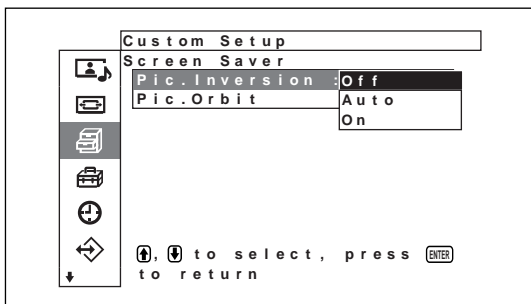 Custom Setup
Screen Saver
Pic.Inversion :Off
Pic.Orbit Auto
On
, to select, press ENTER
to return